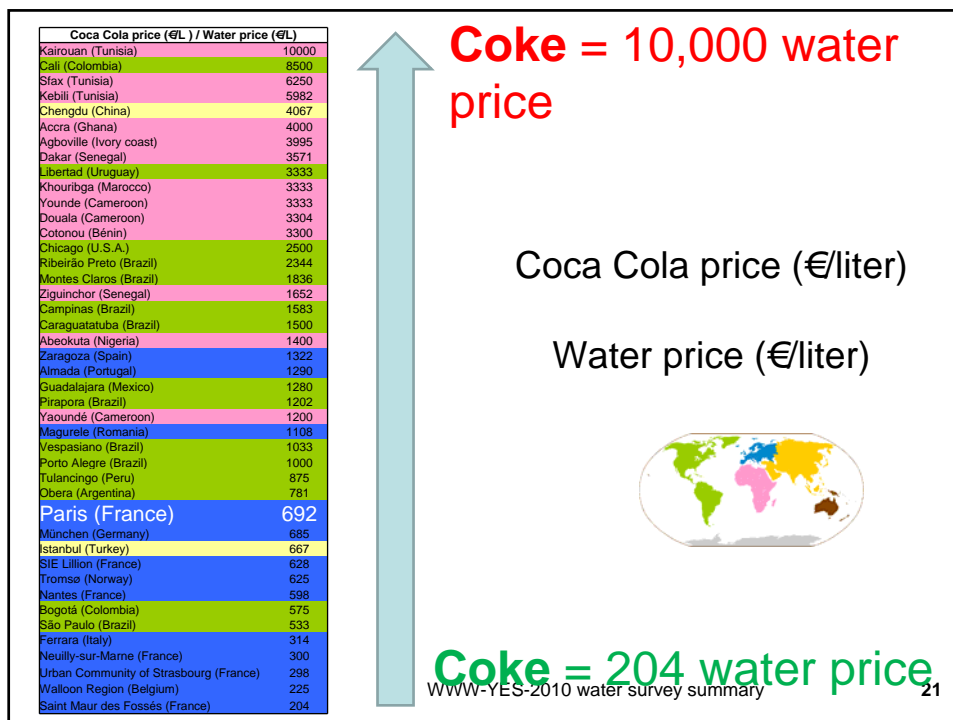 Coca Cola price (€/L ) / Water price (€/L)
Kairouan (Tunisia) 10000
Cali (Colombia) 8500
Sfax (Tunisia) 6250
Kebili (Tunisia) 5982
Chengdu (China) 4067
Accra (Ghana) 4000
Agboville (Ivory coast) 3995
Dakar (Senegal) 3571
Libertad (Uruguay) 3333
Khouribga (Marocco) 3333
Younde (Cameroon) 3333
Douala (Cameroon) 3304
Cotonou (Bénin) 3300
Chicago (U.S.A.) 2500
Ribeirão Preto (Brazil) 2344
Montes Claros (Brazil) 1836
Ziguinchor (Senegal) 1652
Campinas (Brazil) 1583
Caraguatatuba (Brazil) 1500
Abeokuta (Nigeria) 1400
Zaragoza (Spain) 1322
Almada (Portugal) 1290
Guadalajara (Mexico) 1280
Pirapora (Brazil) 1202
Yaoundé (Cameroon) 1200
Magurele (Romania) 1108
Vespasiano (Brazil) 1033
Porto Alegre (Brazil) 1000
Tulancingo (Peru) 875
Obera (Argentina) 781
Paris (France) 692
München (Germany) 685
Istanbul (Turkey) 667
SIE Lillion (France) 628
Tromsø (Norway) 625
Nantes (France) 598
Bogotá (Colombia) 575
São Paulo (Brazil) 533
Ferrara (Italy) 314
Neuilly-sur-Marne (France) 300
Urban Community of Strasbourg (France) 298
Walloon Region (Belgium) 225
Saint Maur des Fossés (France) 204
Coke = 10,000 water
price
Coca Cola price (€/liter)
Water price (€/liter)
Coke = 204 water price
WWW-YES-2010 water survey summary 21